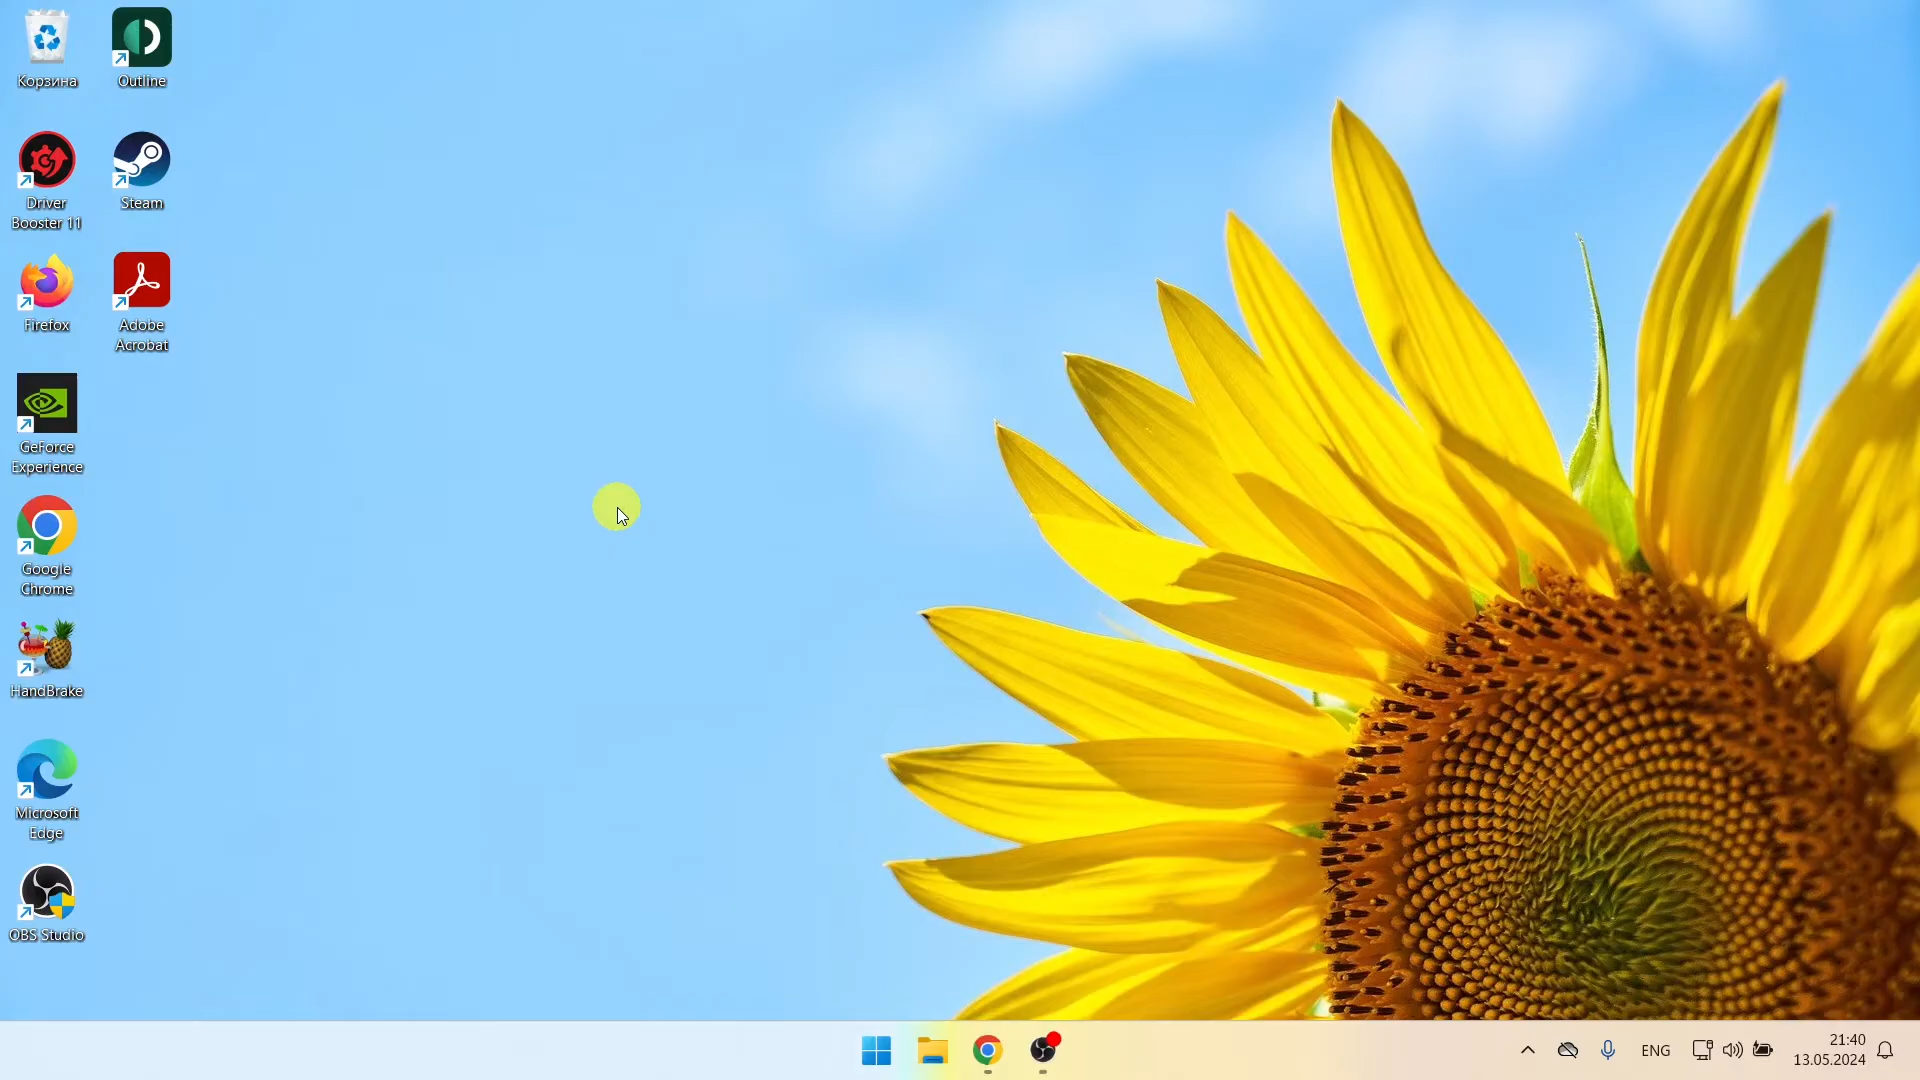 Корзина
Outline
Driver
Booster 11
Steam
Firefox
Adobe
Acrobat
GeForce
Experience
Google
Chrome
HandBrake
Microsoft
Edge
OBS Studio
ENG
21:40
13.05.2024